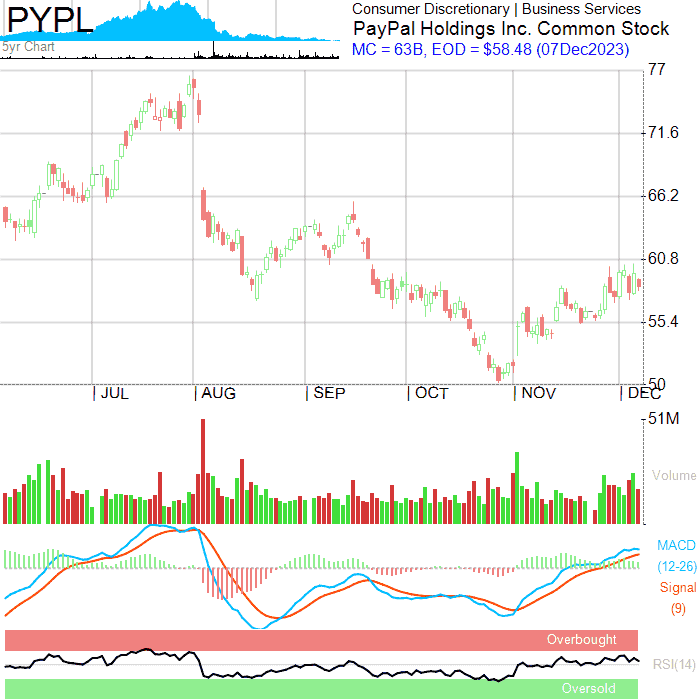 PYPL
5yr Chart
Consumer Discretionary | Business Services
PayPal Holdings Inc. Common Stock
MC = 63B, EOD = $58.48 (07Dec2023)
77
71.6
66.2
60.8
55.4
50
JUL AUG SEP OCT NOV DEC
51M
Volume
MACD
(12-26)
Signal
(9)
Overbought
RSI(14)
Oversold